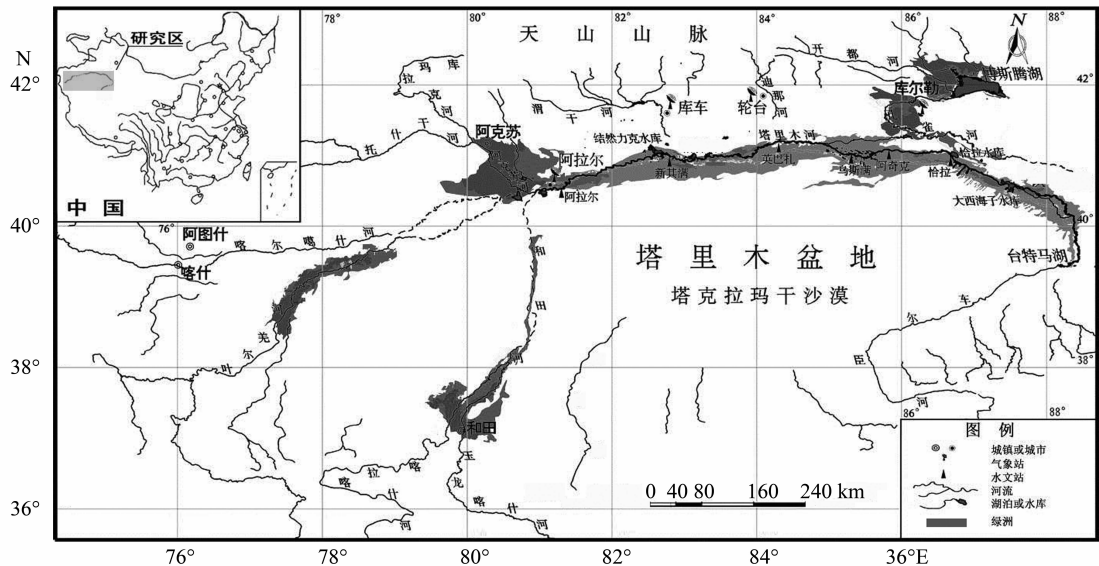 80°
82°
84°
86°
88°
N
42°
40°
38°
36°
研究区
中 国
天 山 山 脉
N
开 都 河
博斯腾湖
42°
库尔勒
孔 雀 河
库 玛 拉 克 河
托 什 干 河
渭 干 河
迪 那 河
库车
轮台
阿克苏
阿拉尔
阿拉尔
结然力克水库
新其满
塔 里 木 河
英巴扎
乌斯满
阿奇克
恰拉水库
恰拉
大西海子水库
40°
台特马湖
76°
阿图什
喀什
喀 尔 噶 什 河
塔 里 木 盆 地
塔 克 拉 玛 干 沙 漠
和 田 河
叶 尔 羌
车 尔 臣 河
38°
86°
88°
和田
喀 拉 喀 什 河
玉 龙 喀 什 河
0 40 80 160 240 km
图 例
城镇或城市
气象站
水文站
河流
湖泊或水库
绿洲
76°
78°
80°
82°
84°
36°E